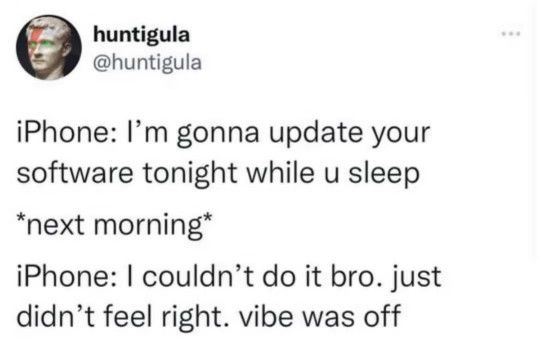 huntigula
@huntigula
iPhone: I’m gonna update your
software tonight while u sleep
*next morning*
iPhone: I couldn’t do it bro. just
didn’t feel right. vibe was off